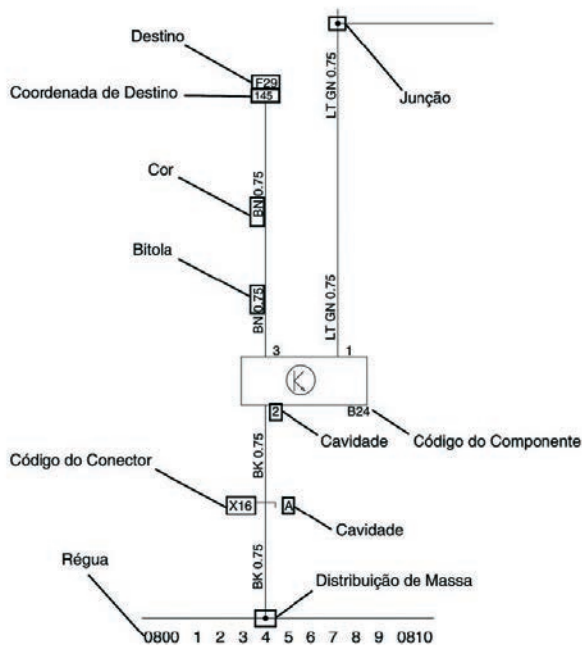 Destino
F29
Coordenada de Destino
145
LT GN 0.75
Junção
Cor
BN 0.75
Bitola
BN 0.75
LT GN 0.75
3
1
2
B24
Cavidade
Código do Componente
BK 0.75
Código do Conector
X16
A
Cavidade
BK 0.75
Régua
Distribuição de Massa
0800 1 2 3 4 5 6 7 8 9 0810